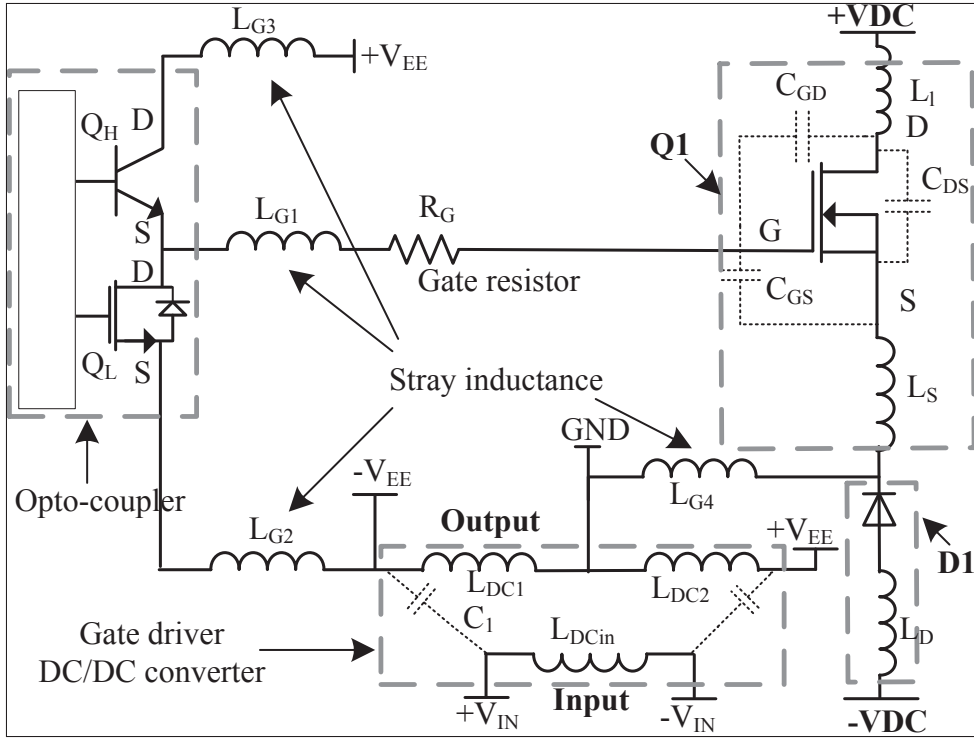 +VDC
L_G3
+V_EE
C_GD
L_l
D
D
Q_H
Q1
C_DS
L_G1
R_G
S
G
D
Gate resistor
C_GS
S
Q_L
S
Stray inductance
L_S
GND
Opto-coupler
-V_EE
L_G4
L_G2
Output
+V_EE
D1
L_DC1
L_DC2
C_1
Gate driver
DC/DC converter
L_DCin
L_D
+V_IN
Input
-V_IN
-VDC